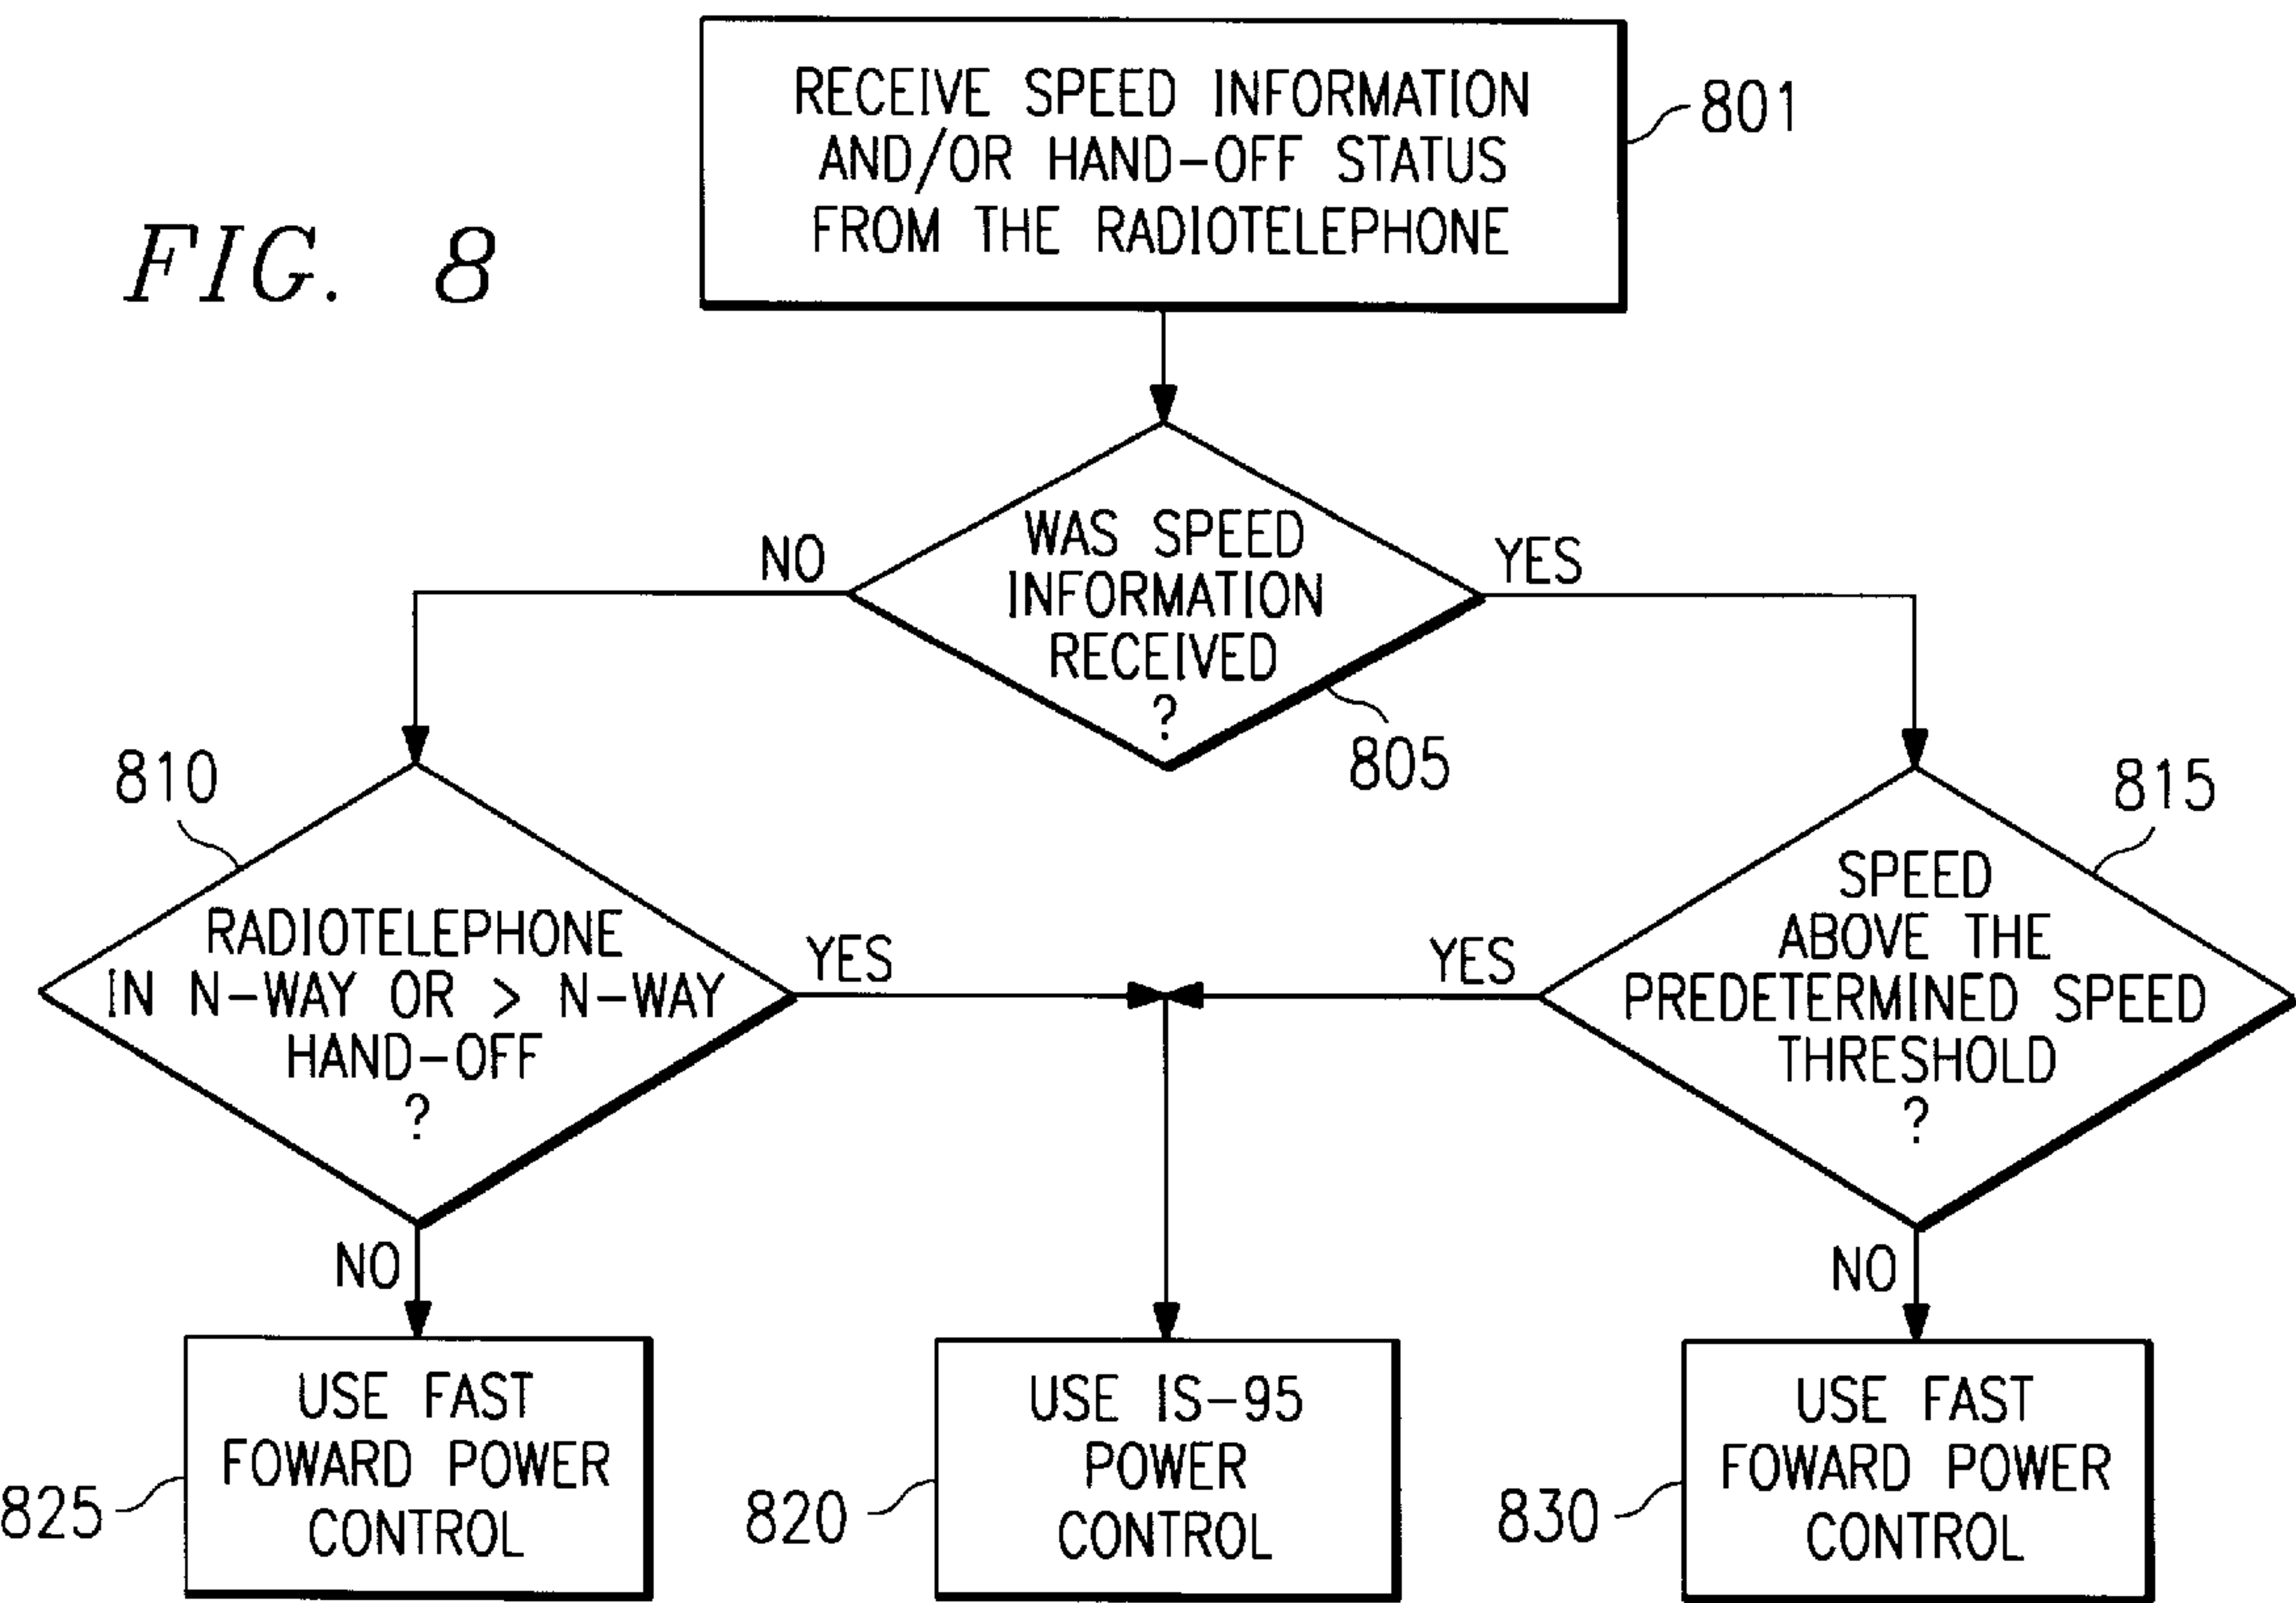 FIG. 8
RECEIVE SPEED INFORMATION
AND/OR HAND-OFF STATUS
FROM THE RADIOTELEPHONE
801
WAS SPEED
INFORMATION
RECEIVED
?
NO
YES
805
810
RADIOTELEPHONE
IN N-WAY OR > N-WAY
HAND-OFF
?
YES
NO
815
SPEED
ABOVE THE
PREDETERMINED SPEED
THRESHOLD
?
YES
NO
USE FAST
FOWARD POWER
CONTROL
825
USE IS-95
POWER
CONTROL
820
USE FAST
FOWARD POWER
CONTROL
830